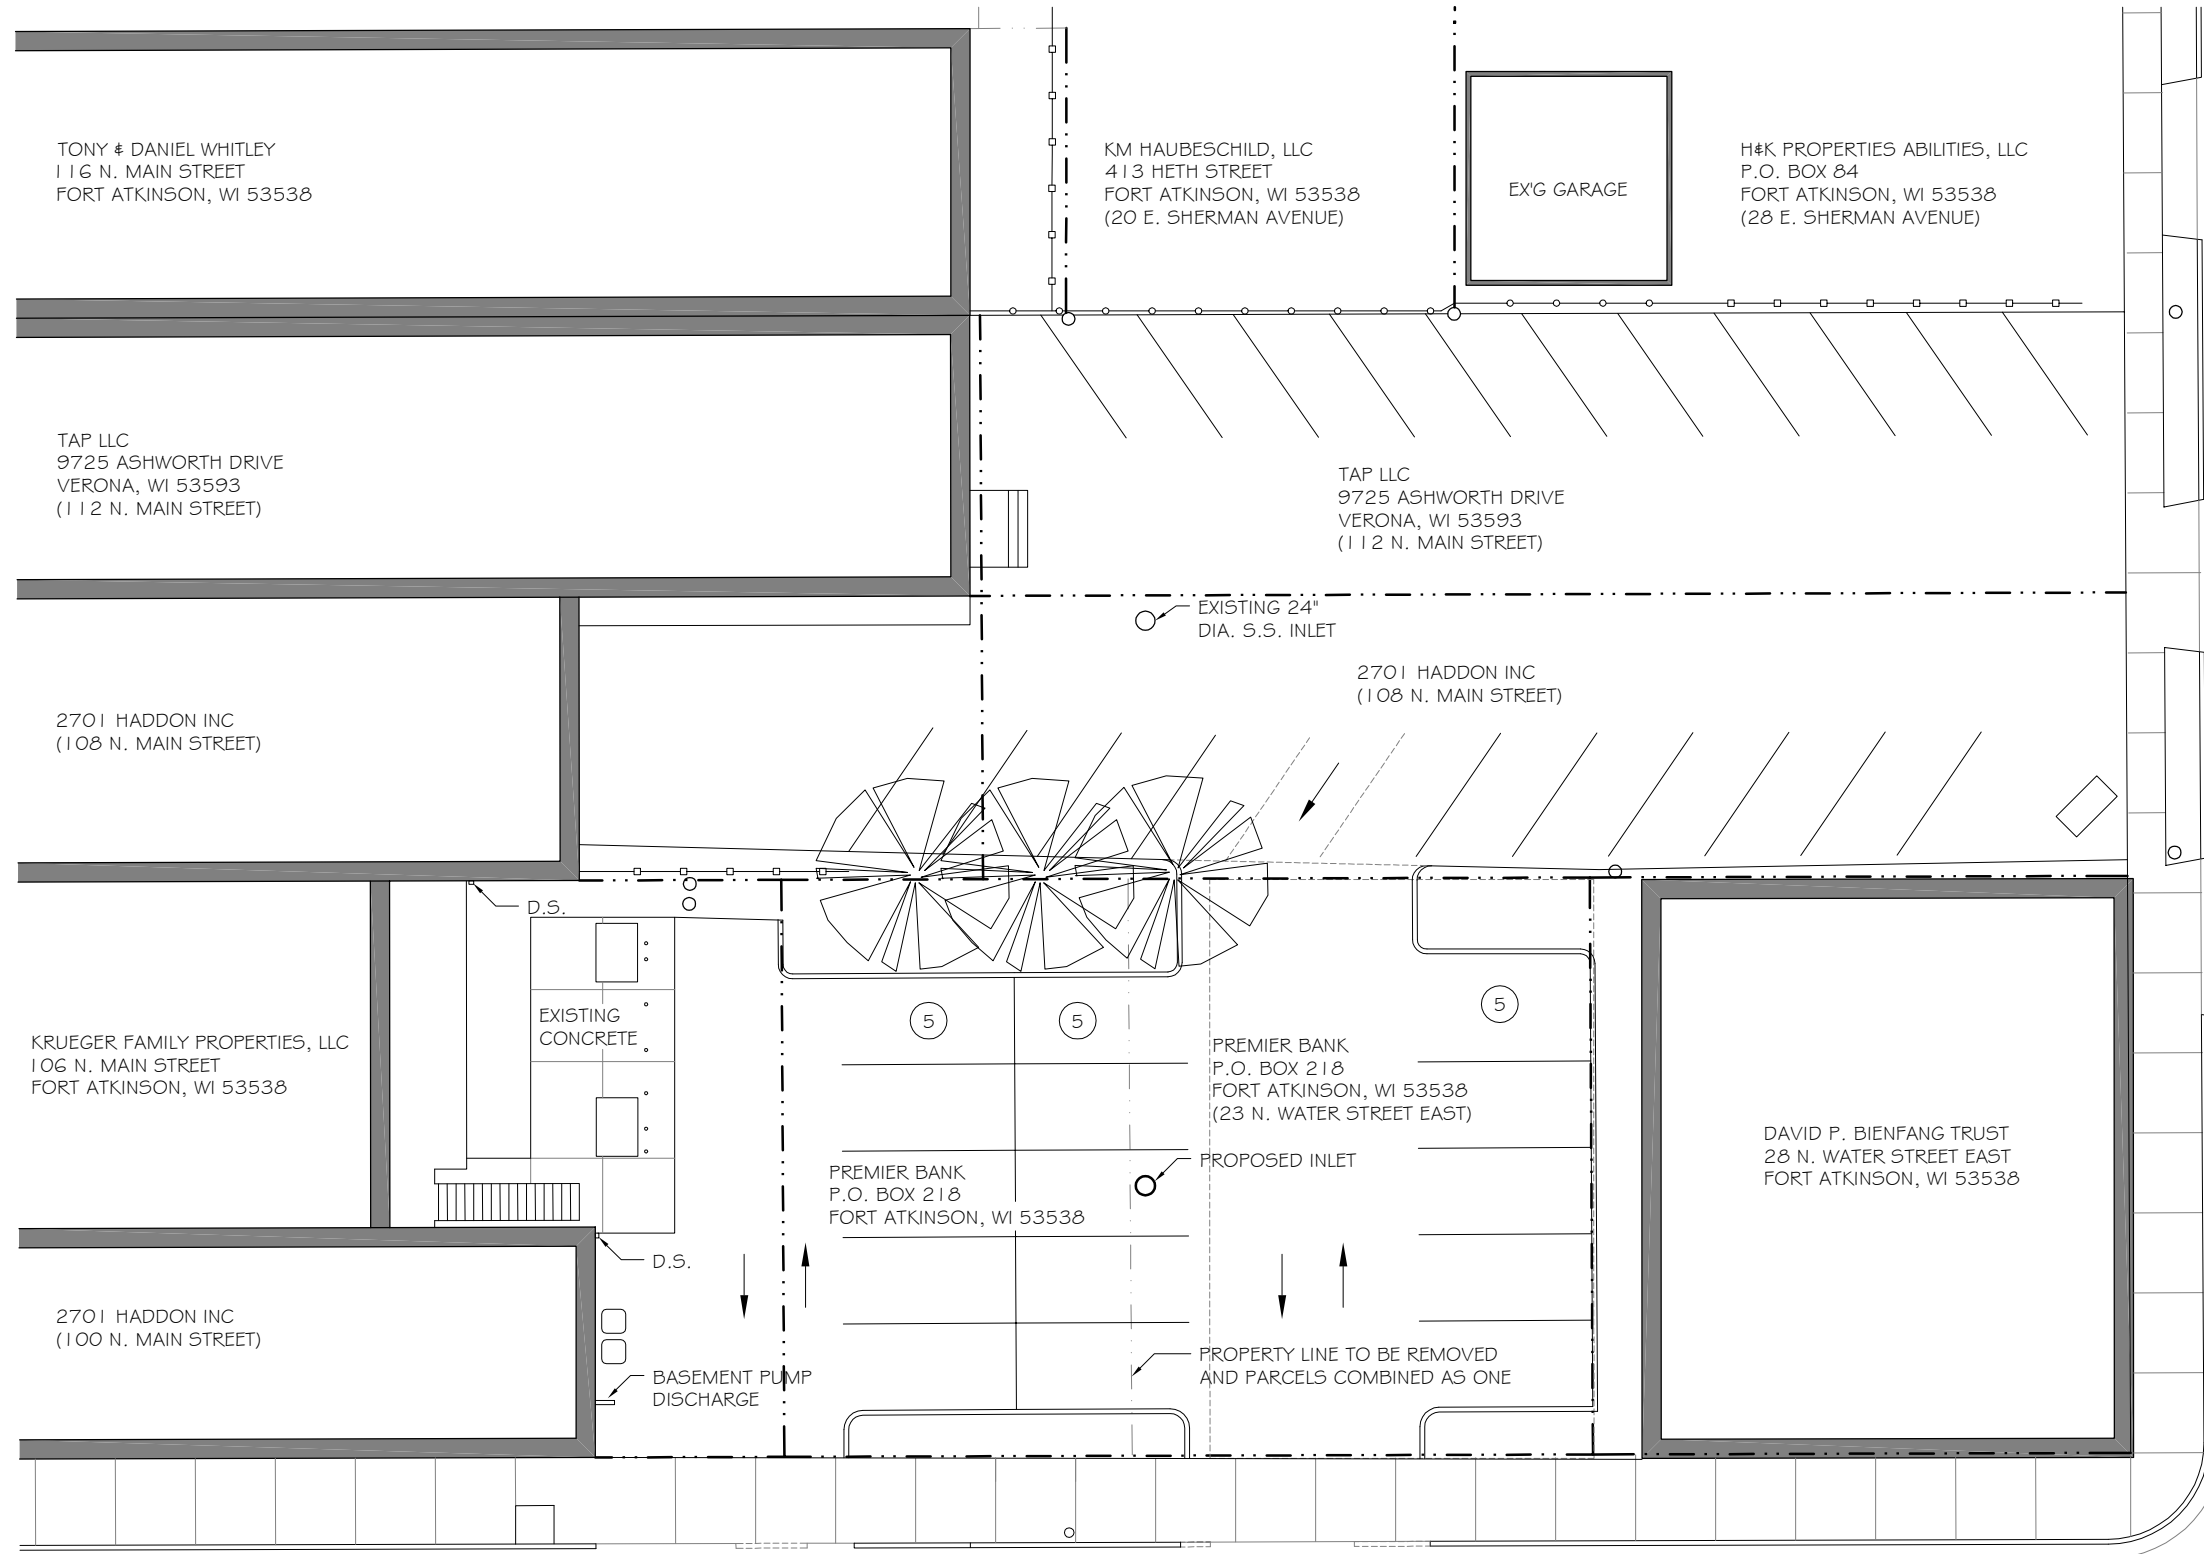 TONY & DANIEL WHITLEY
116 N. MAIN STREET
FORT ATKINSON, WI 53538
KM HAUBESCHILD, LLC
413 HETH STREET
FORT ATKINSON, WI 53538
(20 E. SHERMAN AVENUE)
EX'G GARAGE
H&K PROPERTIES ABILITIES, LLC
P.O. BOX 84
FORT ATKINSON, WI 53538
(28 E. SHERMAN AVENUE)
TAP LLC
9725 ASHWORTH DRIVE
VERONA, WI 53593
(112 N. MAIN STREET)
TAP LLC
9725 ASHWORTH DRIVE
VERONA, WI 53593
(112 N. MAIN STREET)
EXISTING 24"
DIA. S.S. INLET
2701 HADDON INC
(108 N. MAIN STREET)
2701 HADDON INC
(108 N. MAIN STREET)
D.S.
EXISTING
CONCRETE
5
5
5
KRUEGER FAMILY PROPERTIES, LLC
106 N. MAIN STREET
FORT ATKINSON, WI 53538
PREMIER BANK
P.O. BOX 218
FORT ATKINSON, WI 53538
(23 N. WATER STREET EAST)
PROPOSED INLET
PREMIER BANK
P.O. BOX 218
FORT ATKINSON, WI 53538
DAVID P. BIENFANG TRUST
28 N. WATER STREET EAST
FORT ATKINSON, WI 53538
D.S.
2701 HADDON INC
(100 N. MAIN STREET)
BASEMENT PUMP
DISCHARGE
PROPERTY LINE TO BE REMOVED
AND PARCELS COMBINED AS ONE